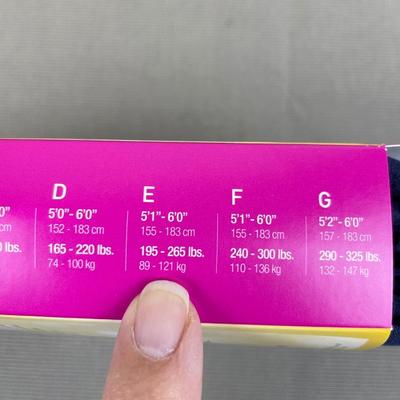 D
5'0"- 6'0"
152 - 183 cm
165 - 220 lbs.
74 - 100 kg
E
5'1"- 6'0"
155 - 183 cm
195 - 265 lbs.
89 - 121 kg
F
5'1"- 6'0"
155 - 183 cm
240 - 300 lbs.
110 - 136 kg
G
5'2"- 6'0"
157 - 183 cm
290 - 325 lbs.
132 - 147 kg